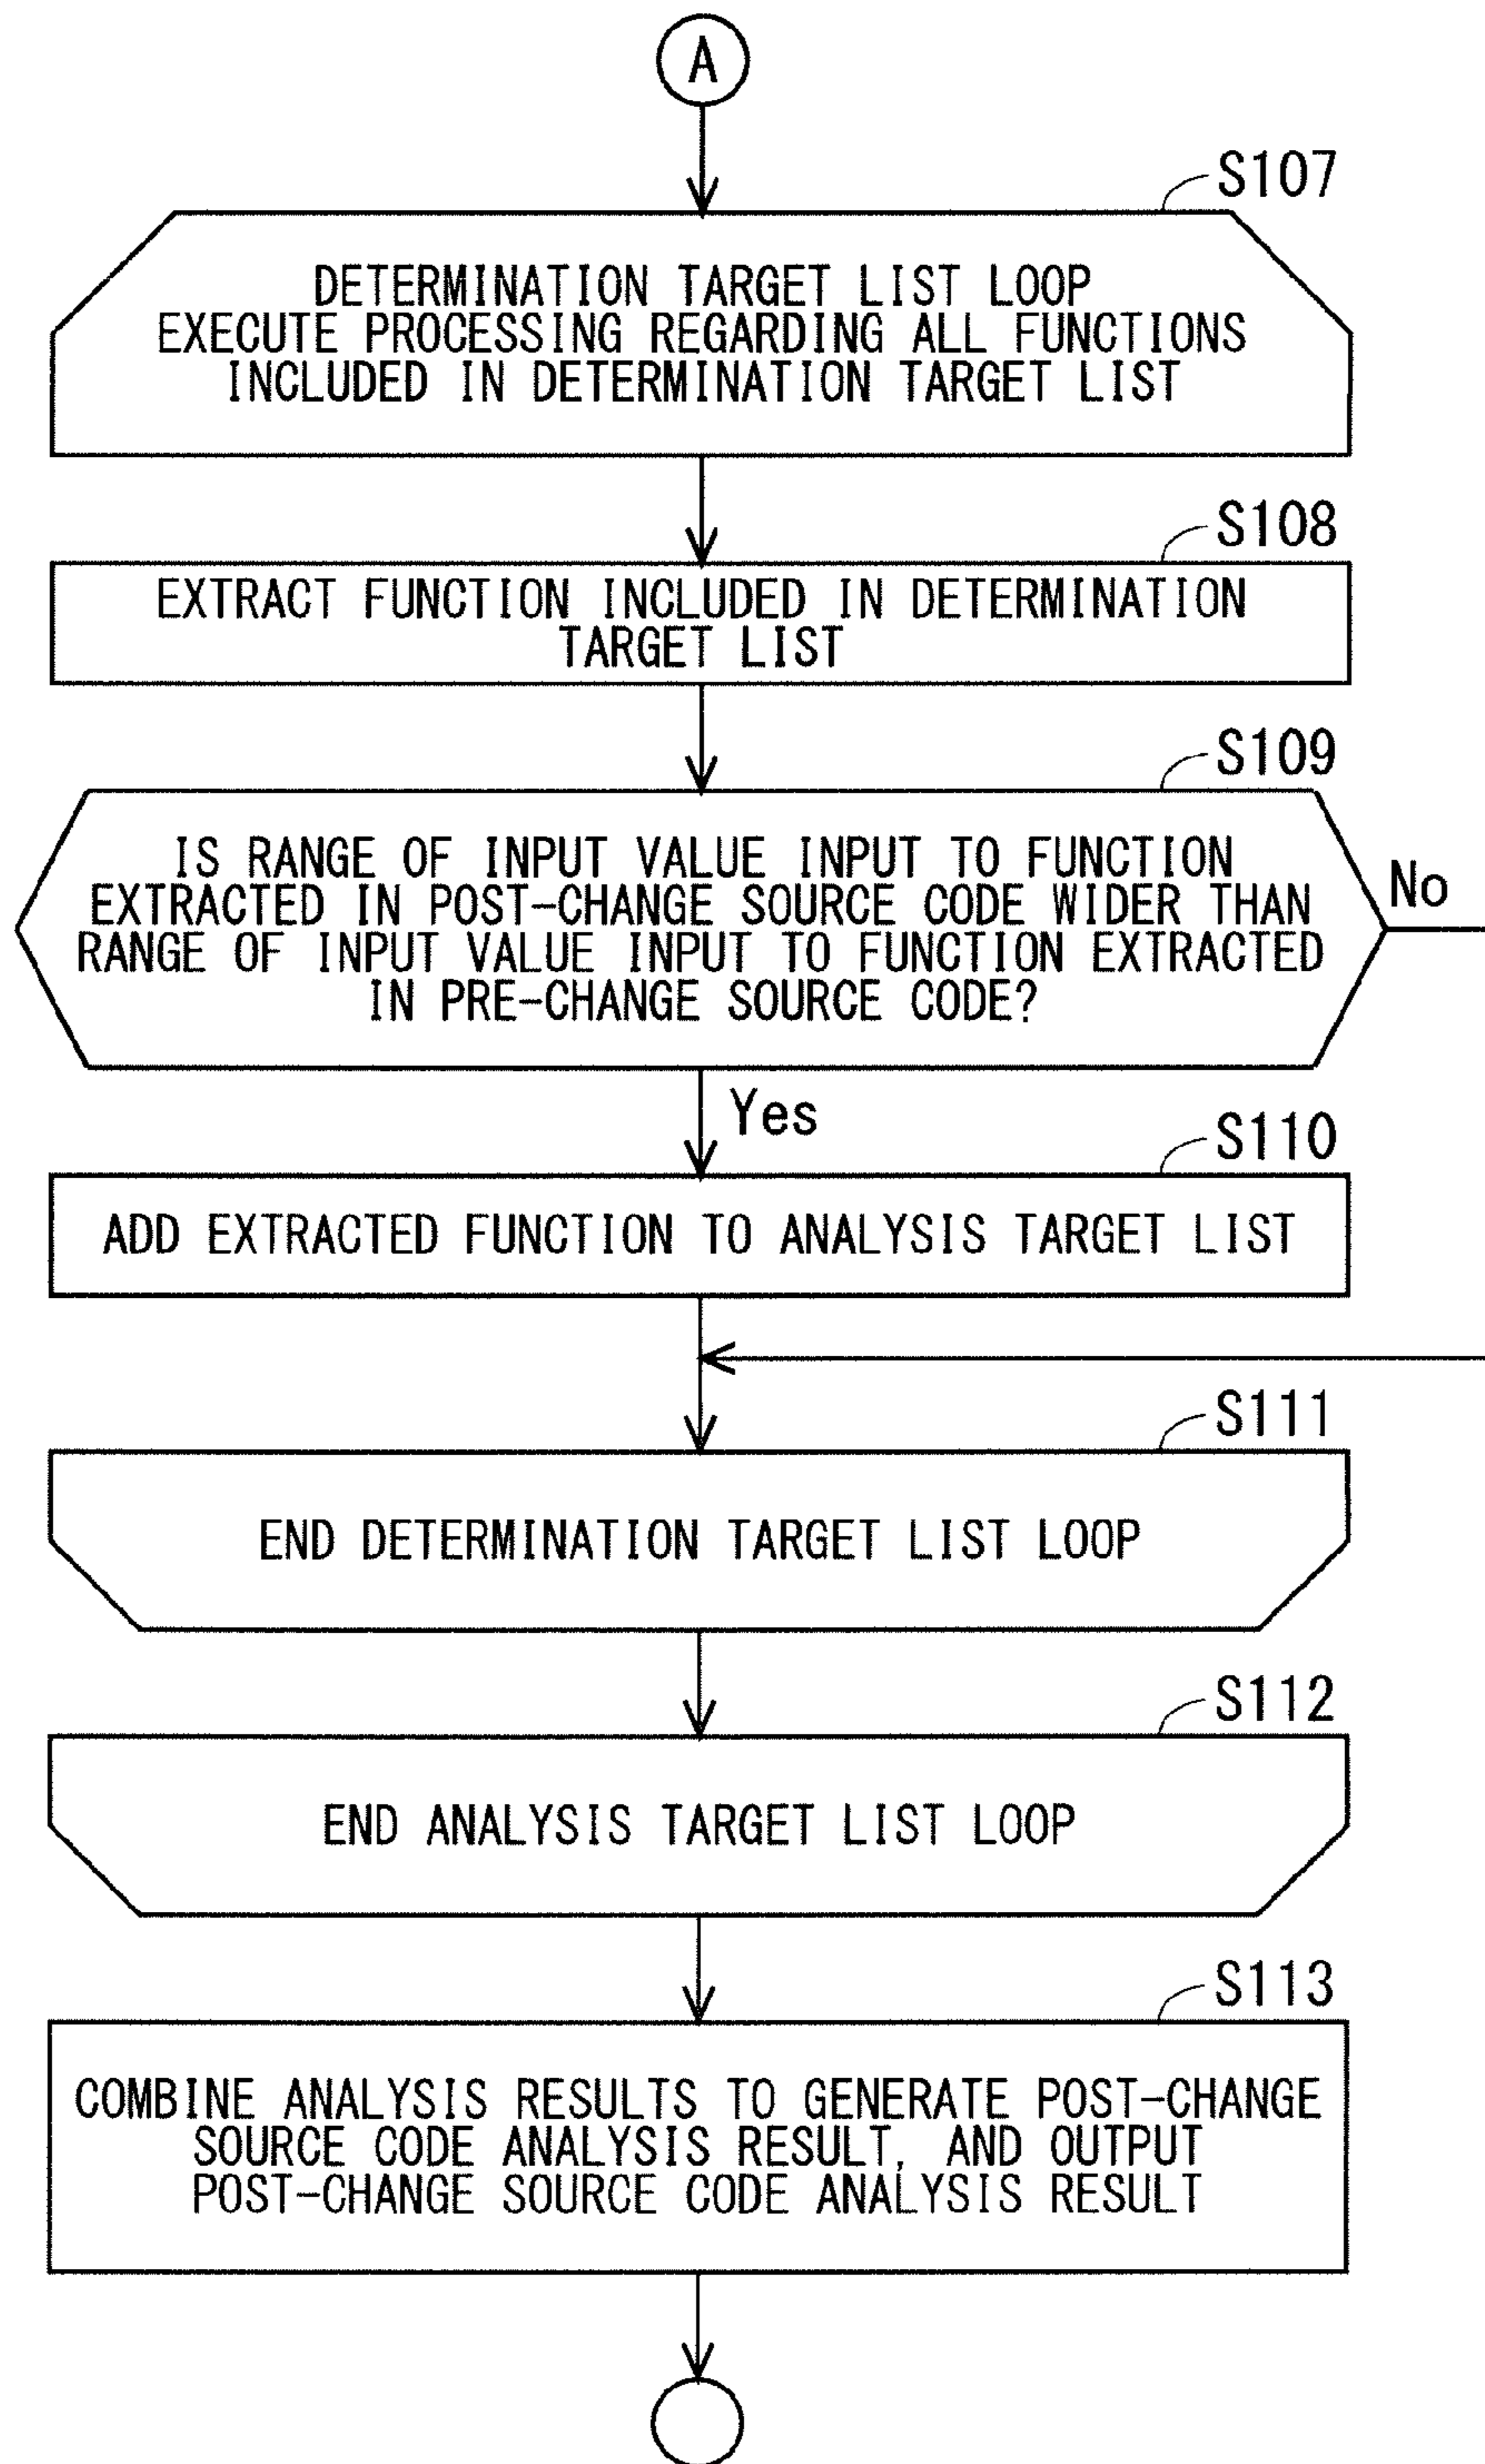 A
S107
DETERMINATION TARGET LIST LOOP
EXECUTE PROCESSING REGARDING ALL FUNCTIONS
INCLUDED IN DETERMINATION TARGET LIST
S108
EXTRACT FUNCTION INCLUDED IN DETERMINATION
TARGET LIST
S109
IS RANGE OF INPUT VALUE INPUT TO FUNCTION
EXTRACTED IN POST-CHANGE SOURCE CODE WIDER THAN
RANGE OF INPUT VALUE INPUT TO FUNCTION EXTRACTED
IN PRE-CHANGE SOURCE CODE?
No
Yes
S110
ADD EXTRACTED FUNCTION TO ANALYSIS TARGET LIST
S111
END DETERMINATION TARGET LIST LOOP
S112
END ANALYSIS TARGET LIST LOOP
S113
COMBINE ANALYSIS RESULTS TO GENERATE POST-CHANGE
SOURCE CODE ANALYSIS RESULT, AND OUTPUT
POST-CHANGE SOURCE CODE ANALYSIS RESULT